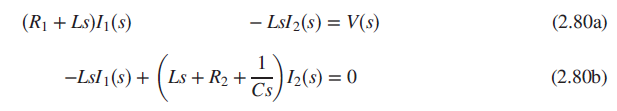 (R₁ + Ls)I₁(s) − LsI₂(s) = V(s) (2.80a)
−LsI₁(s) + (Ls + R₂ + 1/Cs) I₂(s) = 0 (2.80b)